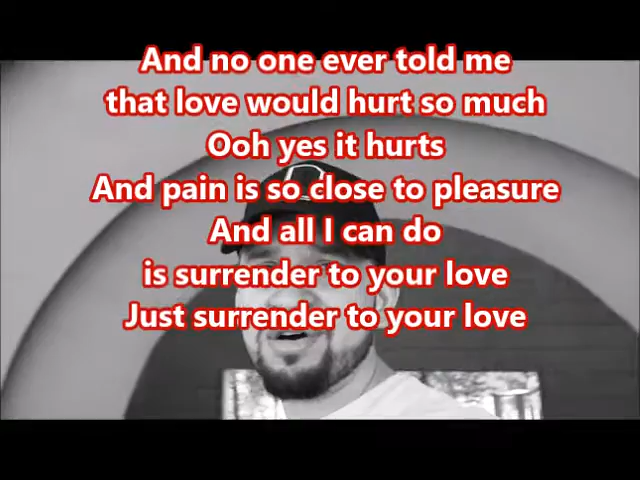 And no one ever told me
that love would hurt so much
Ooh yes it hurts
And pain is so close to pleasure
And all I can do
is surrender to your love
Just surrender to your love